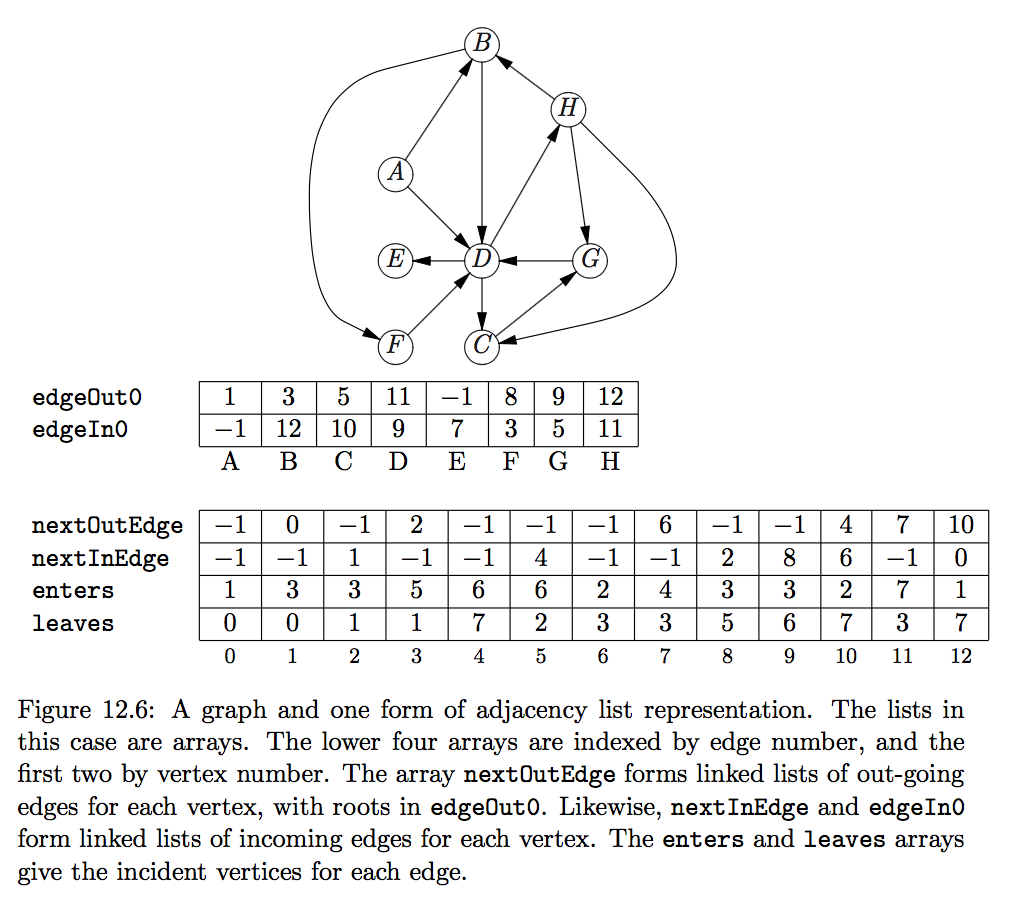 B
H
A
E D G
F C
edgeOut0 1 3 5 11 −1 8 9 12
edgeIn0 −1 12 10 9 7 3 5 11
A B C D E F G H
nextOutEdge −1 0 −1 2 −1 −1 −1 6 −1 −1 4 7 10
nextInEdge −1 −1 1 −1 −1 4 −1 −1 2 8 6 −1 0
enters 1 3 3 5 6 6 2 4 3 3 2 7 1
leaves 0 0 1 1 7 2 3 3 5 6 7 3 7
0 1 2 3 4 5 6 7 8 9 10 11 12
Figure 12.6: A graph and one form of adjacency list representation. The lists in
this case are arrays. The lower four arrays are indexed by edge number, and the
first two by vertex number. The array nextOutEdge forms linked lists of out-going
edges for each vertex, with roots in edgeOut0. Likewise, nextInEdge and edgeIn0
form linked lists of incoming edges for each vertex. The enters and leaves arrays
give the incident vertices for each edge.